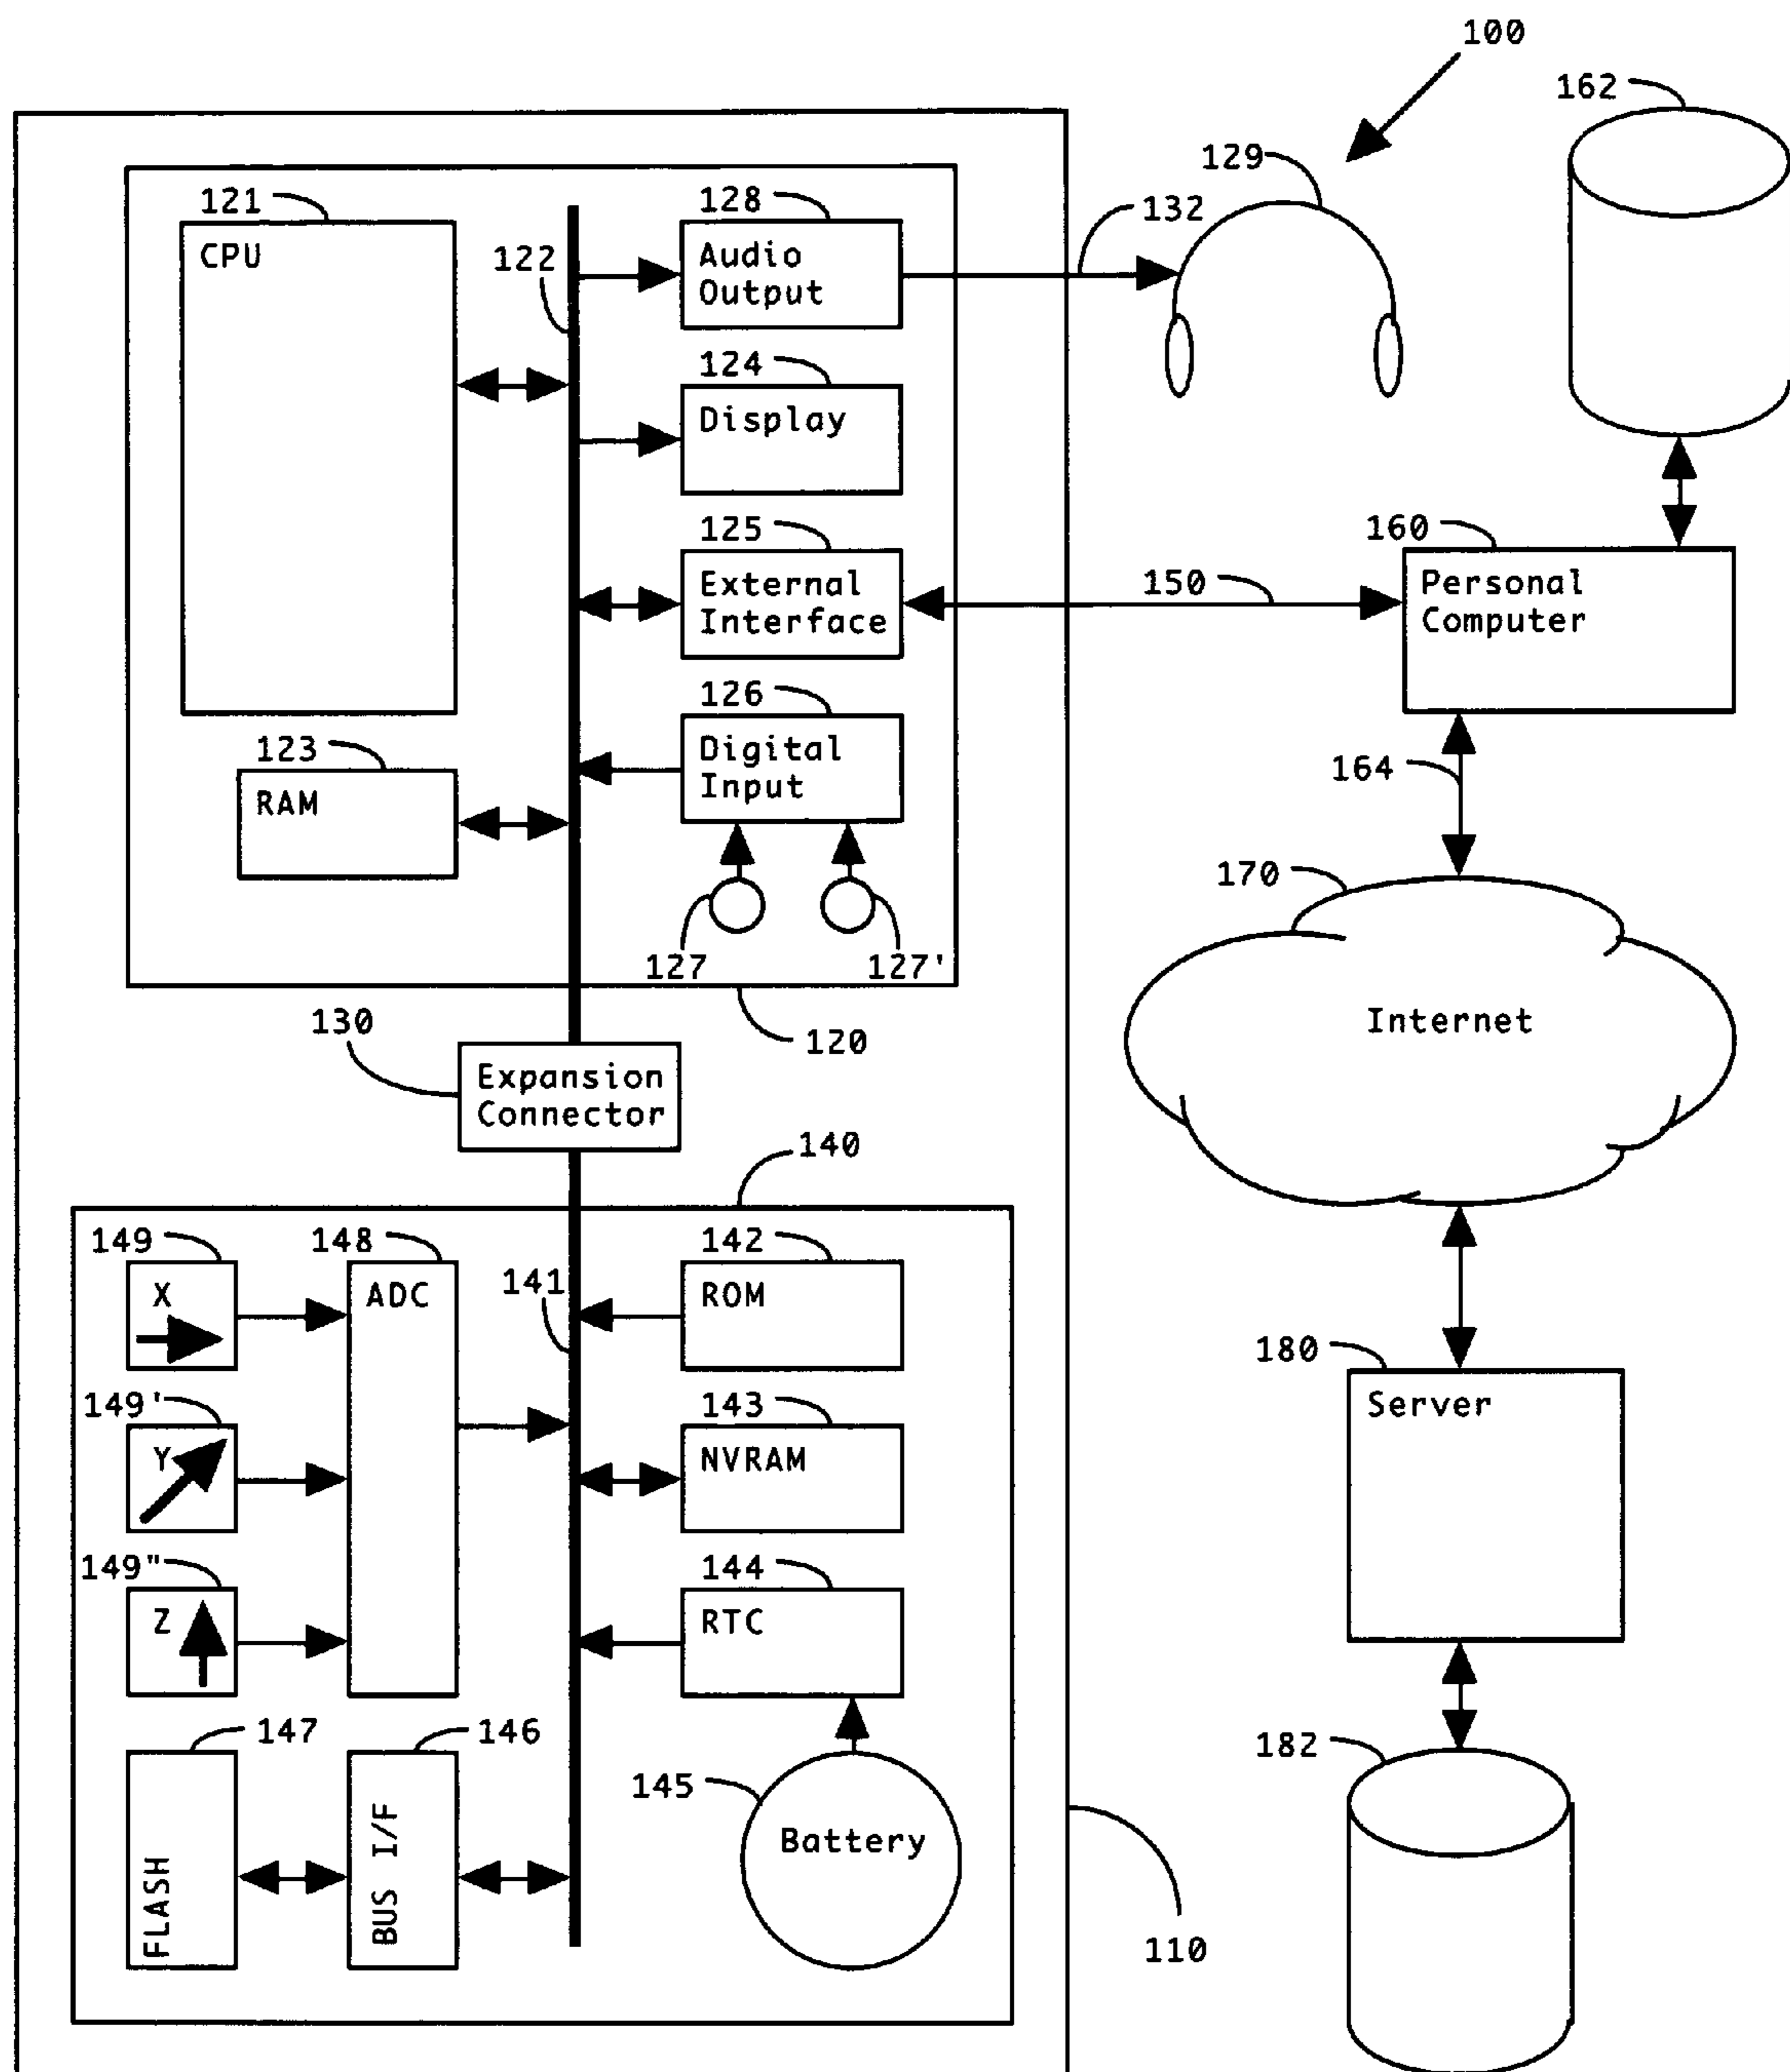 100
162
129
121
128
132
CPU
122
Audio
Output
124
Display
125
160
External
Interface
150
Personal
Computer
126
123
Digital
Input
164
RAM
170
127
127'
Internet
130
120
Expansion
Connector
140
149
148
142
X
ADC
141
ROM
180
149'
143
Server
Y
NVRAM
149"
144
Z
RTC
147
146
182
145
FLASH
BUS I/F
Battery
110